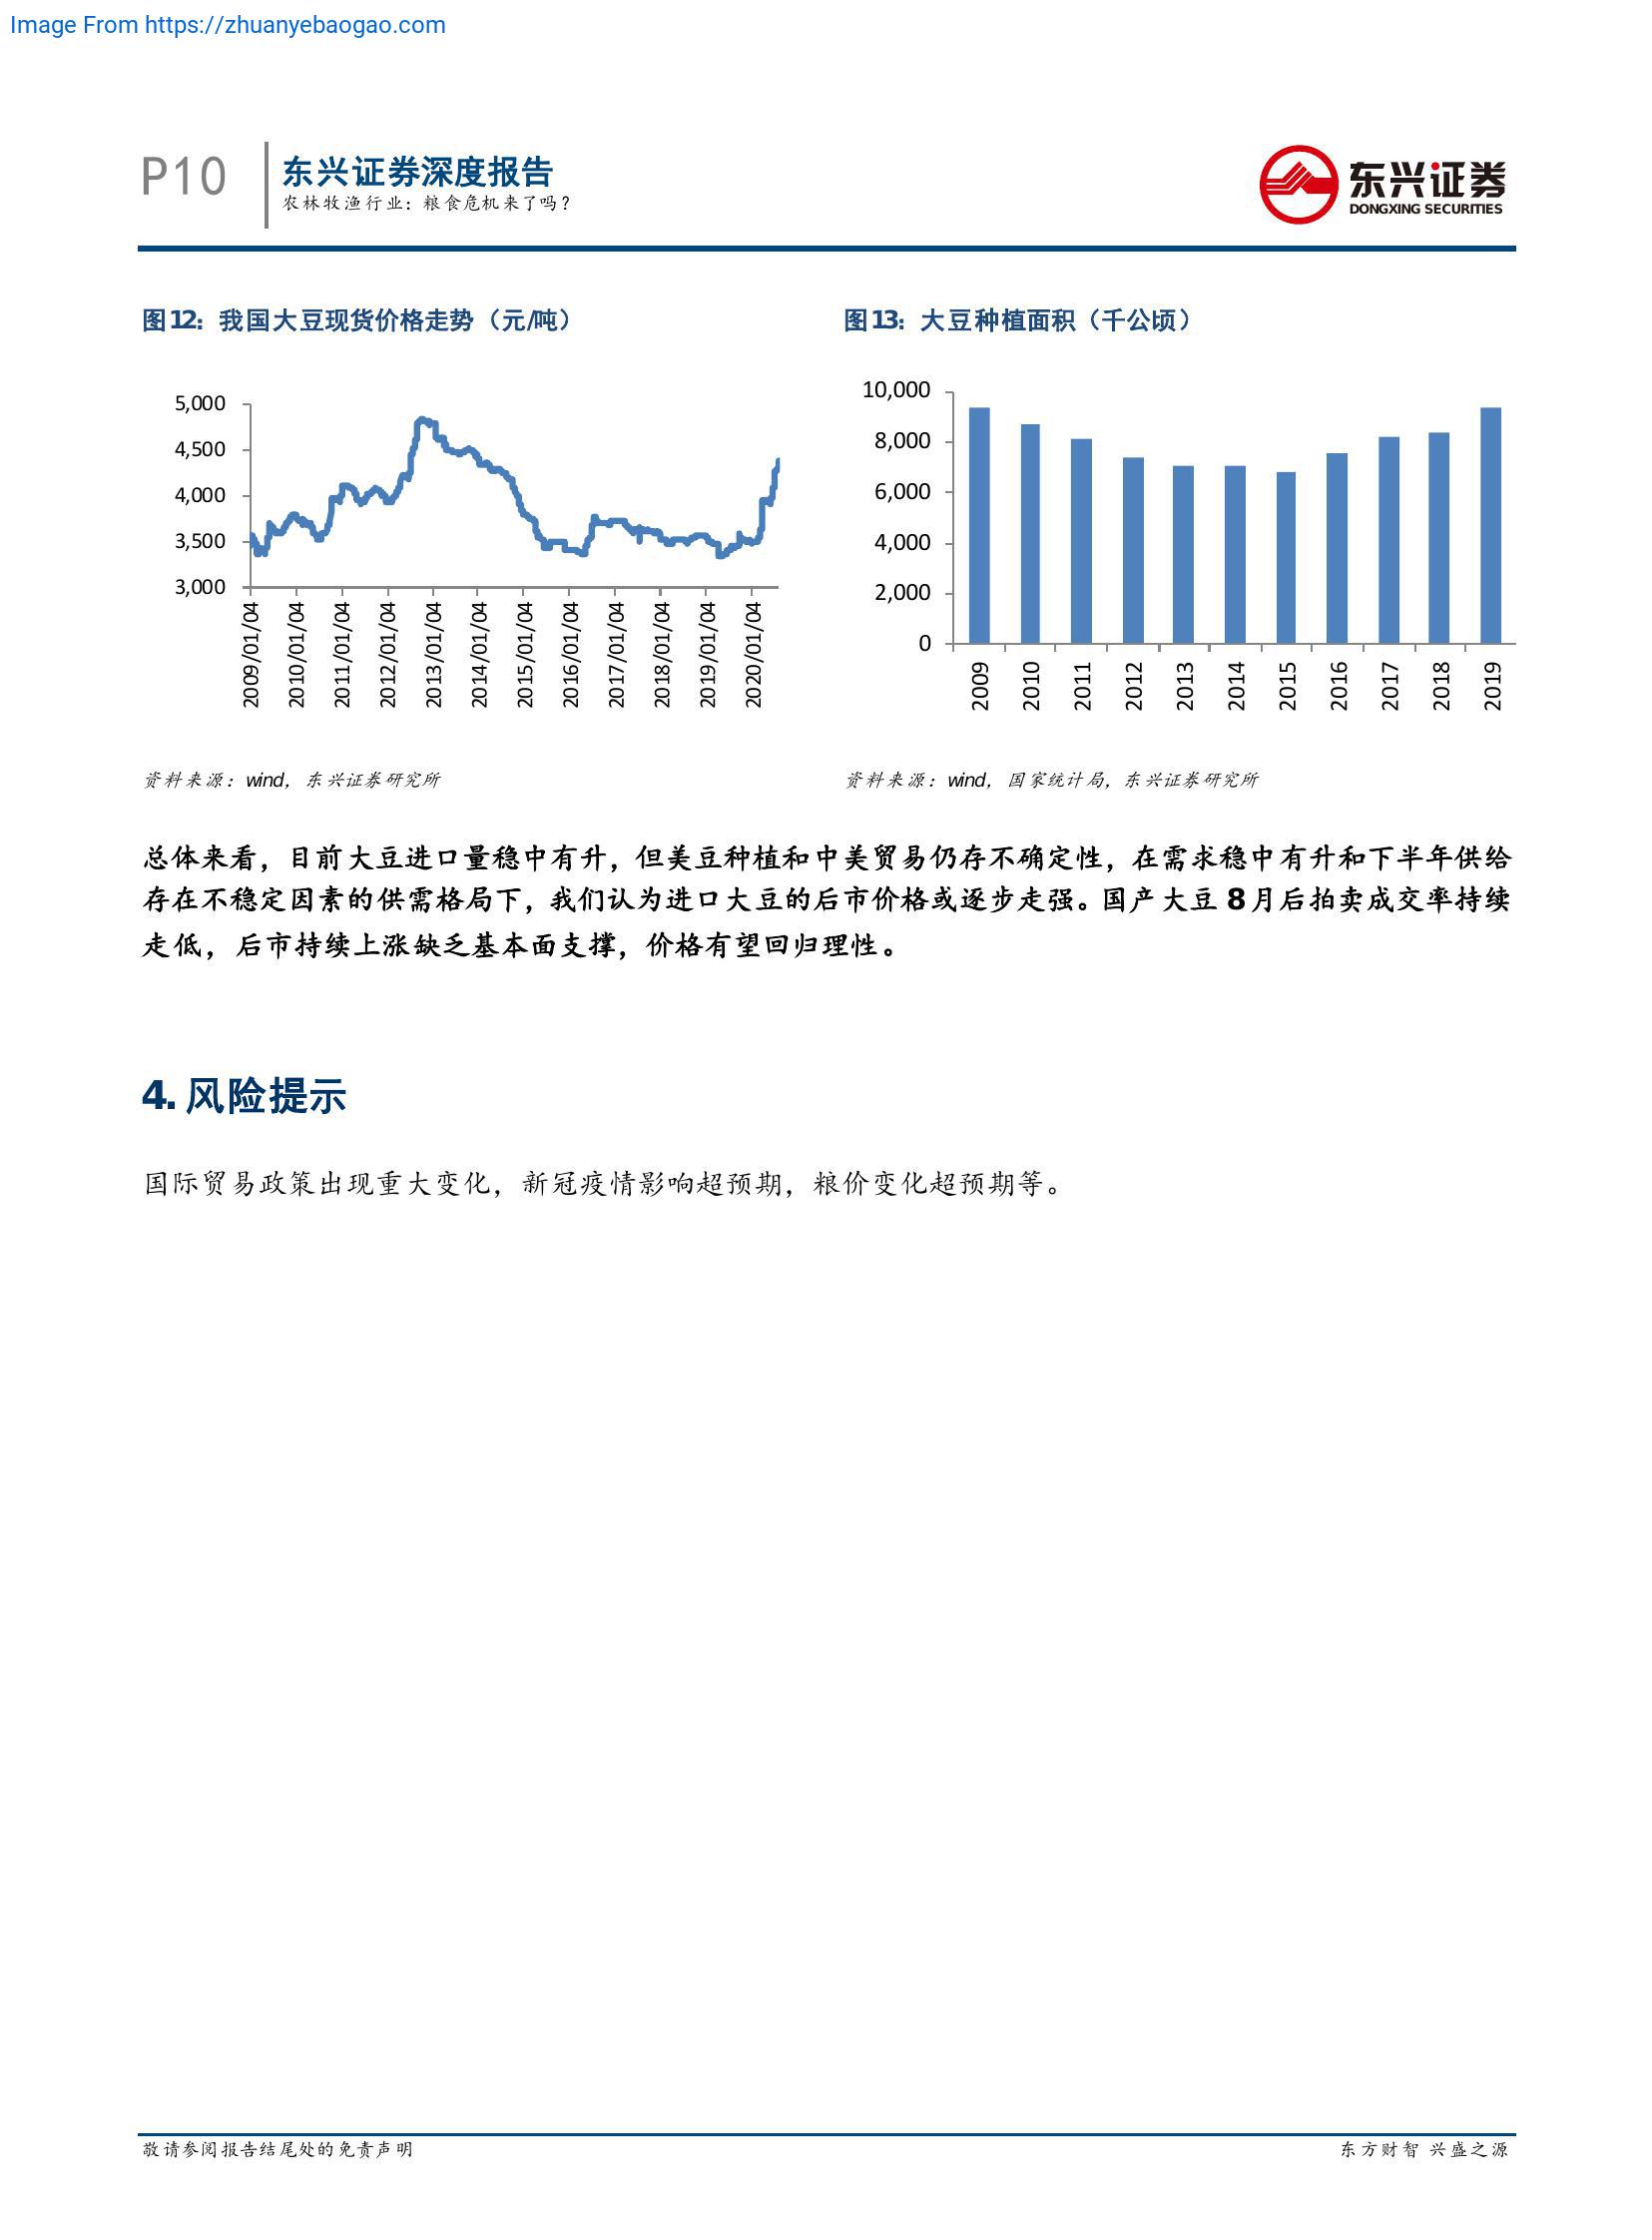 Image From https://zhuanyebaogao.com
P10
东兴证券深度报告
农林牧渔行业：粮食危机来了吗？
东兴证券
DONGXING SECURITIES
图12：我国大豆现货价格走势（元/吨）
5,000
4,500
4,000
3,500
3,000
2009/01/04
2010/01/04
2011/01/04
2012/01/04
2013/01/04
2014/01/04
2015/01/04
2016/01/04
2017/01/04
2018/01/04
2019/01/04
2020/01/04
资料来源：wind，东兴证券研究所
图13：大豆种植面积（千公顷）
10,000
8,000
6,000
4,000
2,000
0
2009
2010
2011
2012
2013
2014
2015
2016
2017
2018
2019
资料来源：wind，国家统计局，东兴证券研究所
总体来看，目前大豆进口量稳中有升，但美豆种植和中美贸易仍存不确定性，在需求稳中有升和下半年供给
存在不稳定因素的供需格局下，我们认为进口大豆的后市价格或逐步走强。国产大豆 8 月后拍卖成交率持续
走低，后市持续上涨缺乏基本面支撑，价格有望回归理性。
4. 风险提示
国际贸易政策出现重大变化，新冠疫情影响超预期，粮价变化超预期等。
敬请参阅报告结尾处的免责声明
东方财智 兴盛之源